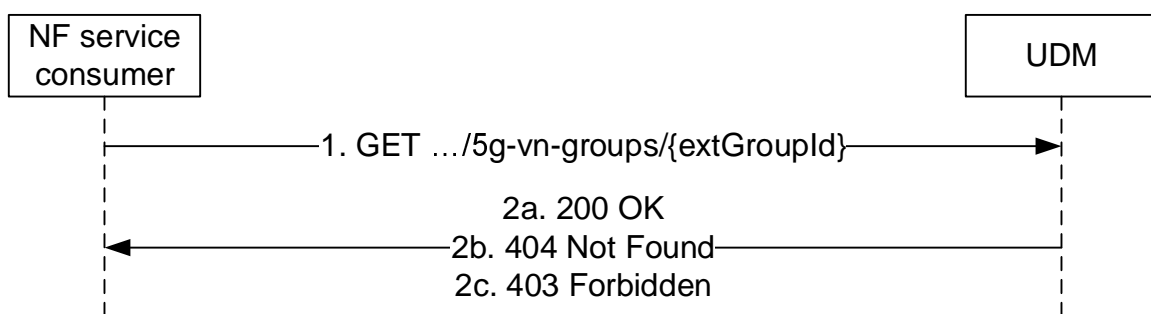 NF service
consumer
UDM
1. GET …/5g-vn-groups/{extGroupId}
2a. 200 OK
2b. 404 Not Found
2c. 403 Forbidden